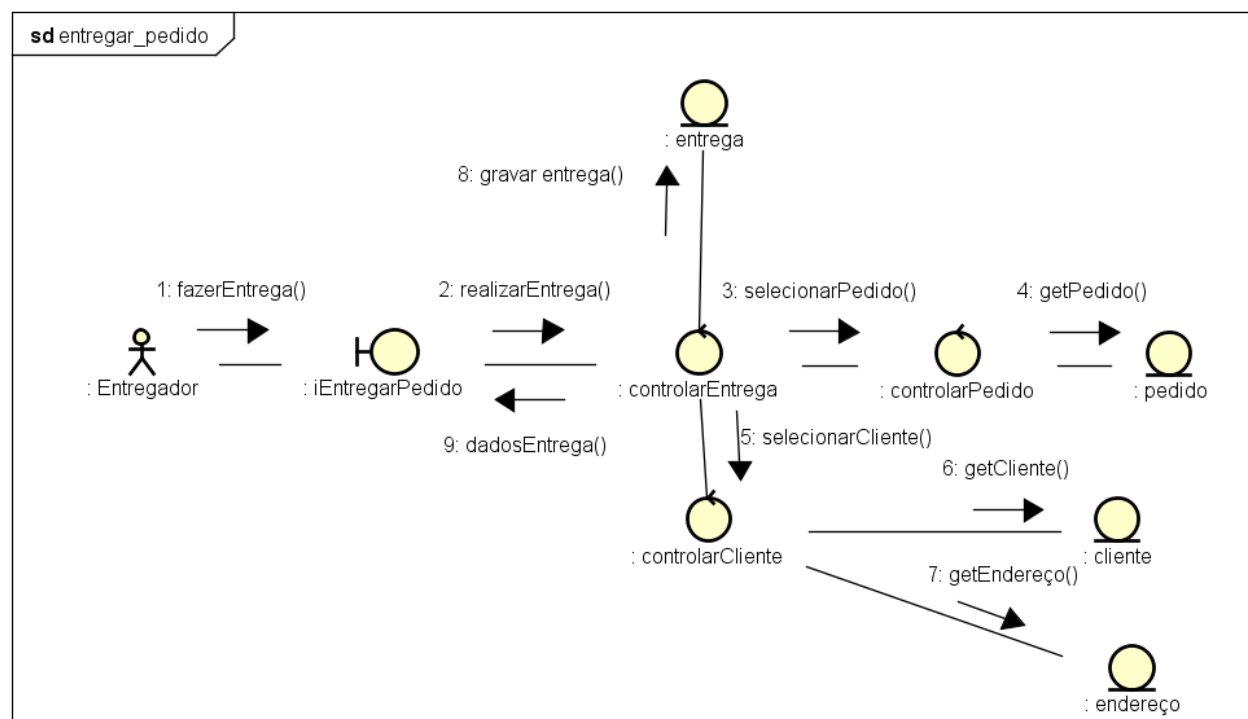 sd entregar_pedido
: entrega
8: gravar entrega()
1: fazerEntrega()
2: realizarEntrega()
3: selecionarPedido()
4: getPedido()
: Entregador
: iEntregarPedido
: controlarEntrega
: controlarPedido
: pedido
9: dadosEntrega()
5: selecionarCliente()
6: getCliente()
: controlarCliente
: cliente
7: getEndereço()
: endereço